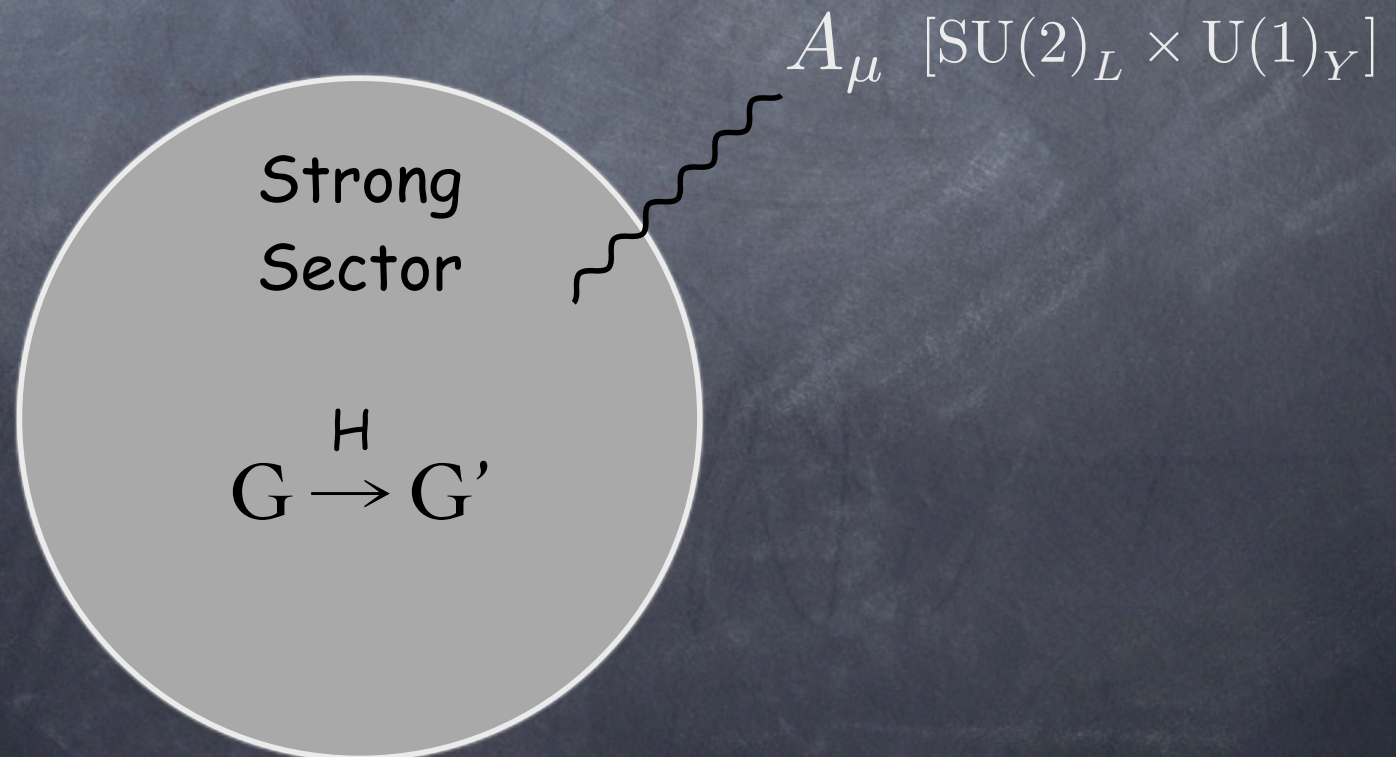 A_μ [SU(2)_L × U(1)_Y]
Strong
Sector
H
G → G'